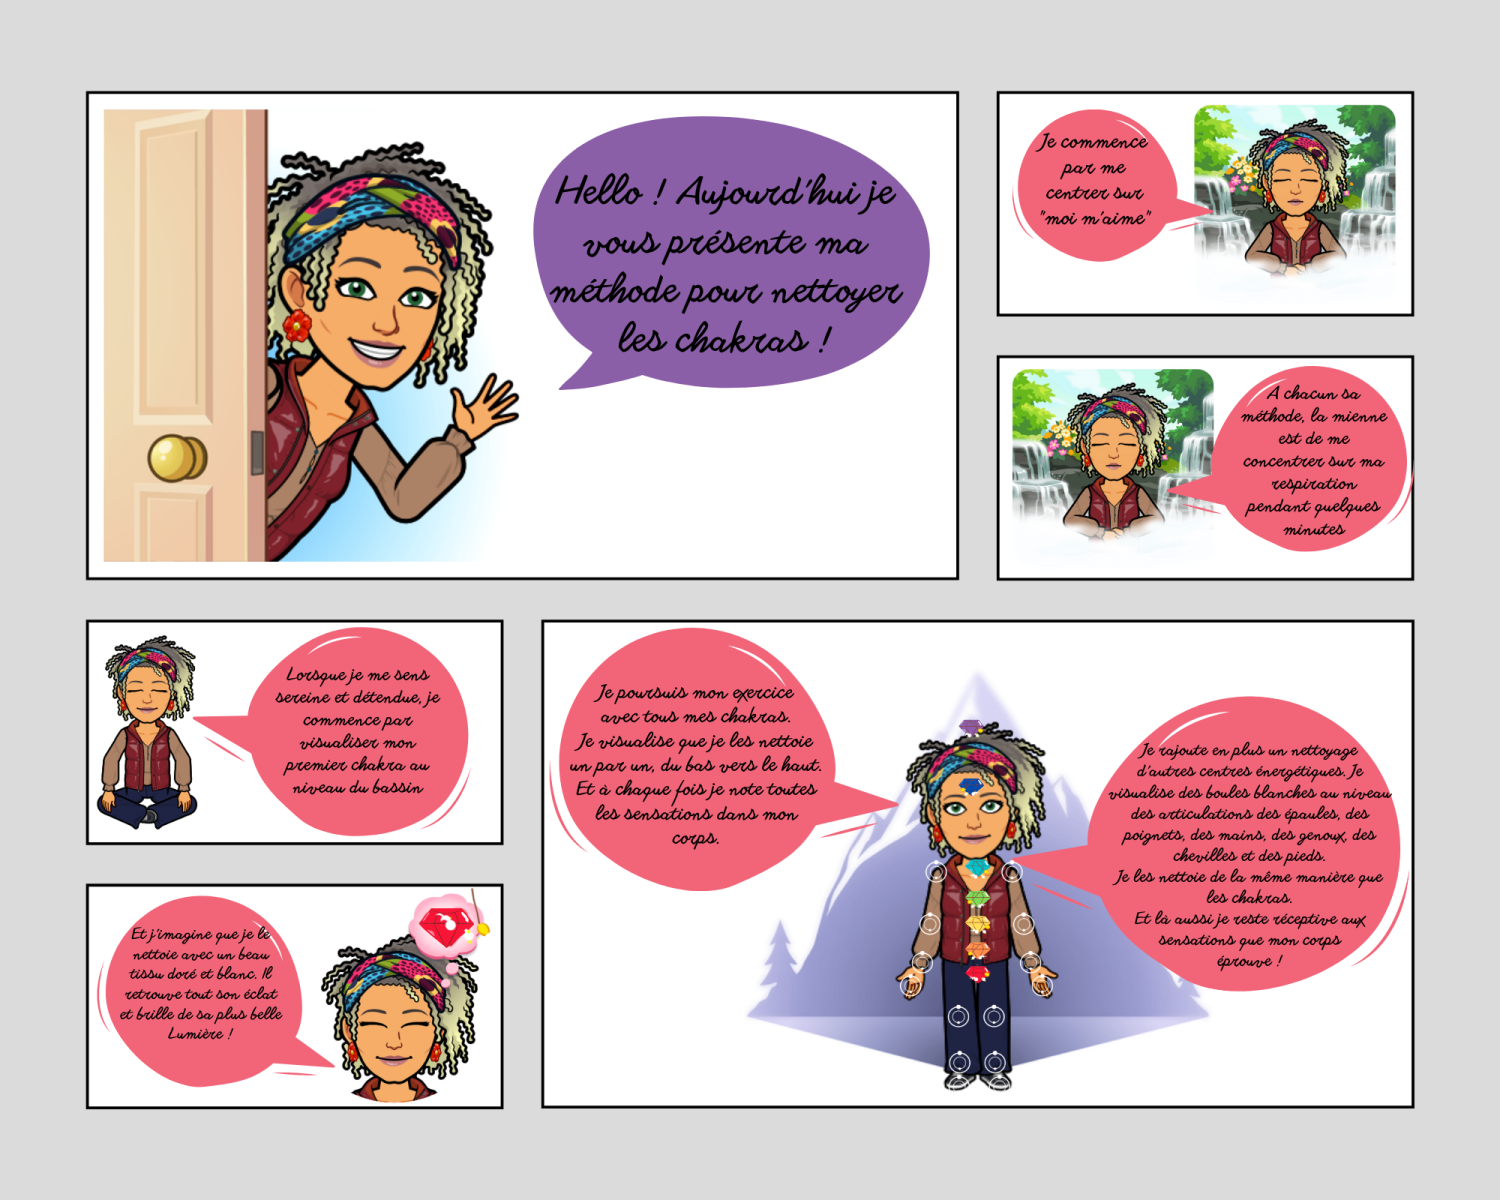 Hello ! Aujourd'hui je
vous présente ma
méthode pour nettoyer
les chakras !
Je commence
par me
centrer sur
"moi m'aime"
A chacun sa
méthode, la mienne
est de me
concentrer sur ma
respiration
pendant quelques
minutes
Lorsque je me sens
sereine et détendue, je
commence par
visualiser mon
premier chakra au
niveau du bassin
Et j'imagine que je le
nettoie avec un beau
tissu doré et blanc. Il
retrouve tout son éclat
et brille de sa plus belle
Lumière !
Je poursuis mon exercice
avec tous mes chakras.
Je visualise que je les nettoie
un par un, du bas vers le haut.
Et à chaque fois je note toutes
les sensations dans mon
corps.
Je rajoute en plus un nettoyage
d'autres centres énergétiques. Je
visualise des boules blanches au niveau
des articulations des épaules, des
poignets, des mains, des genoux, des
chevilles et des pieds.
Je les nettoie de la même manière que
les chakras.
Et là aussi je reste réceptive aux
sensations que mon corps
éprouve !